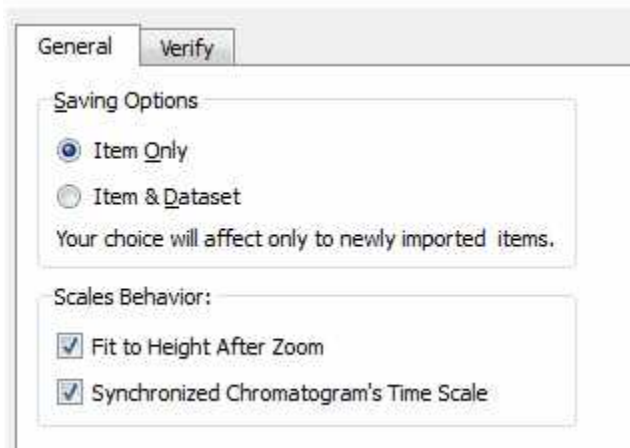 General
Verify
Saving Options
Item Only
Item & Dataset
Your choice will affect only to newly imported items.
Scales Behavior:
Fit to Height After Zoom
Synchronized Chromatogram's Time Scale